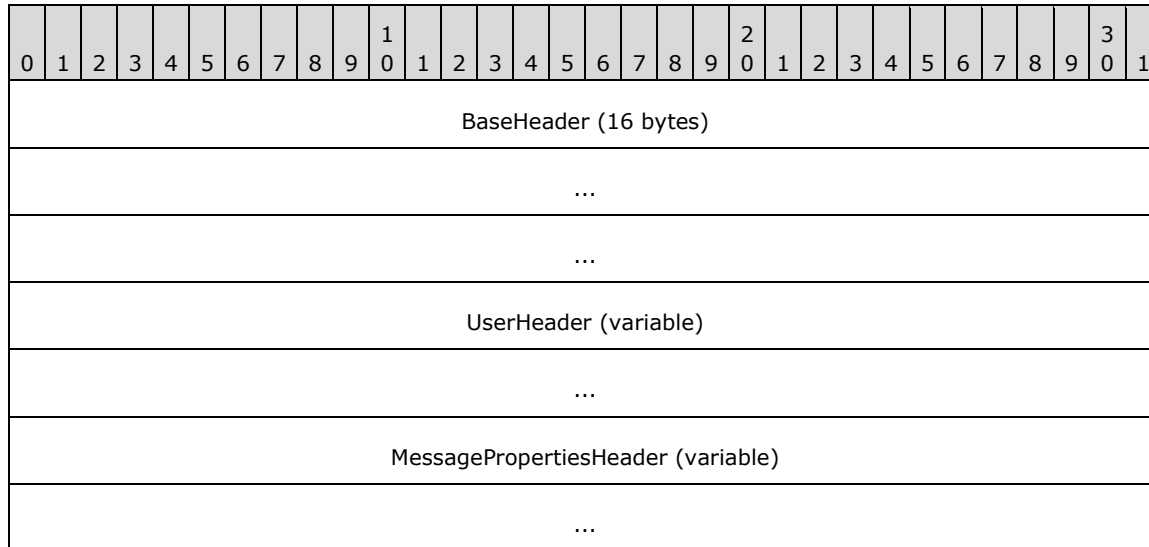 1 2 3
0 1 2 3 4 5 6 7 8 9 0 1 2 3 4 5 6 7 8 9 0 1 2 3 4 5 6 7 8 9 0 1
BaseHeader (16 bytes)
...
...
UserHeader (variable)
...
MessagePropertiesHeader (variable)
...